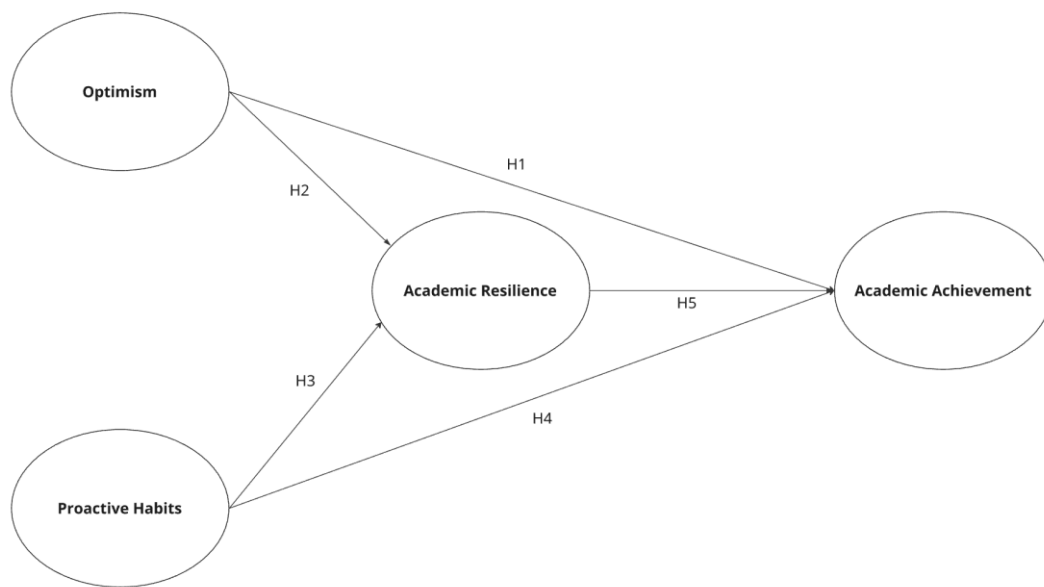 Optimism
H1
H2
Academic Resilience
Academic Achievement
H5
H3
H4
Proactive Habits